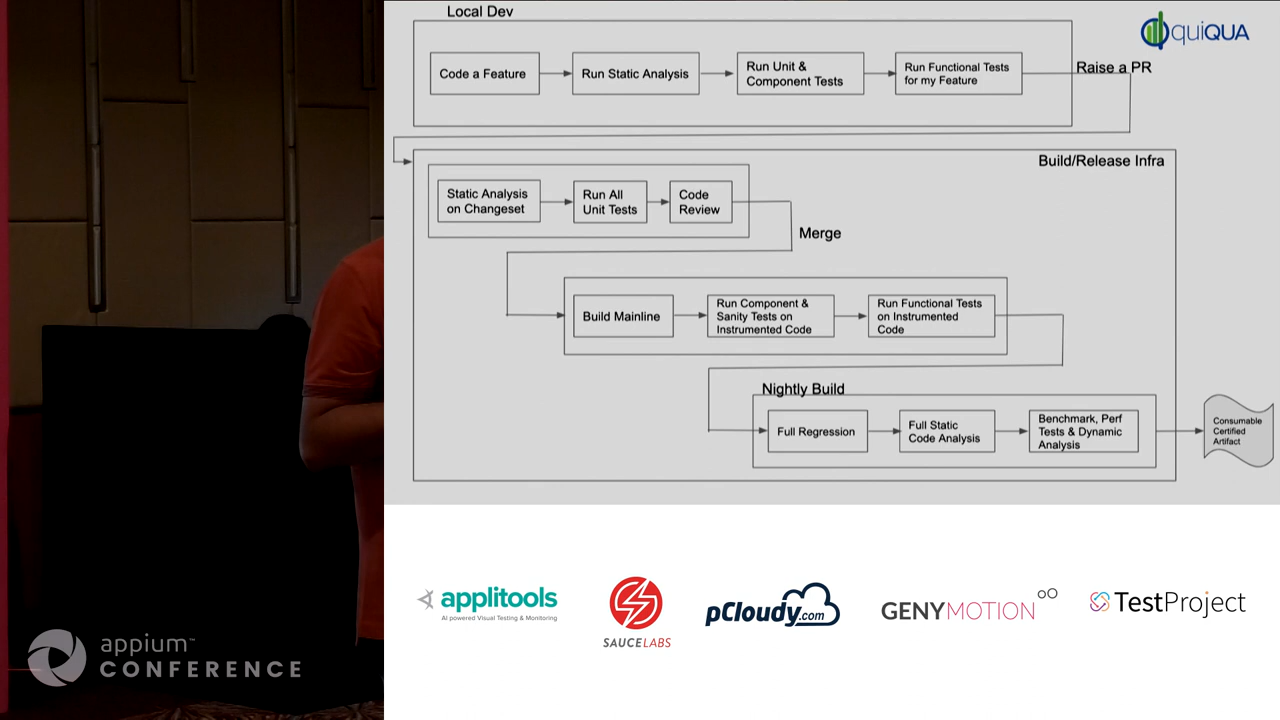 Local Dev
quiQUA
Code a Feature
Run Static Analysis
Run Unit &
Component Tests
Run Functional Tests
for my Feature
Raise a PR
Build/Release Infra
Static Analysis
on Changeset
Run All
Unit Tests
Code
Review
Merge
Build Mainline
Run Component &
Sanity Tests on
Instrumented Code
Run Functional Tests
on Instrumented
Code
Nightly Build
Full Regression
Full Static
Code Analysis
Benchmark, Perf
Tests & Dynamic
Analysis
Consumable
Certified
Artifact
applitools
AI powered Visual Testing & Monitoring
SAUCELABS
pCloudy.com
GENYMOTION
TestProject
appium™
CONFERENCE